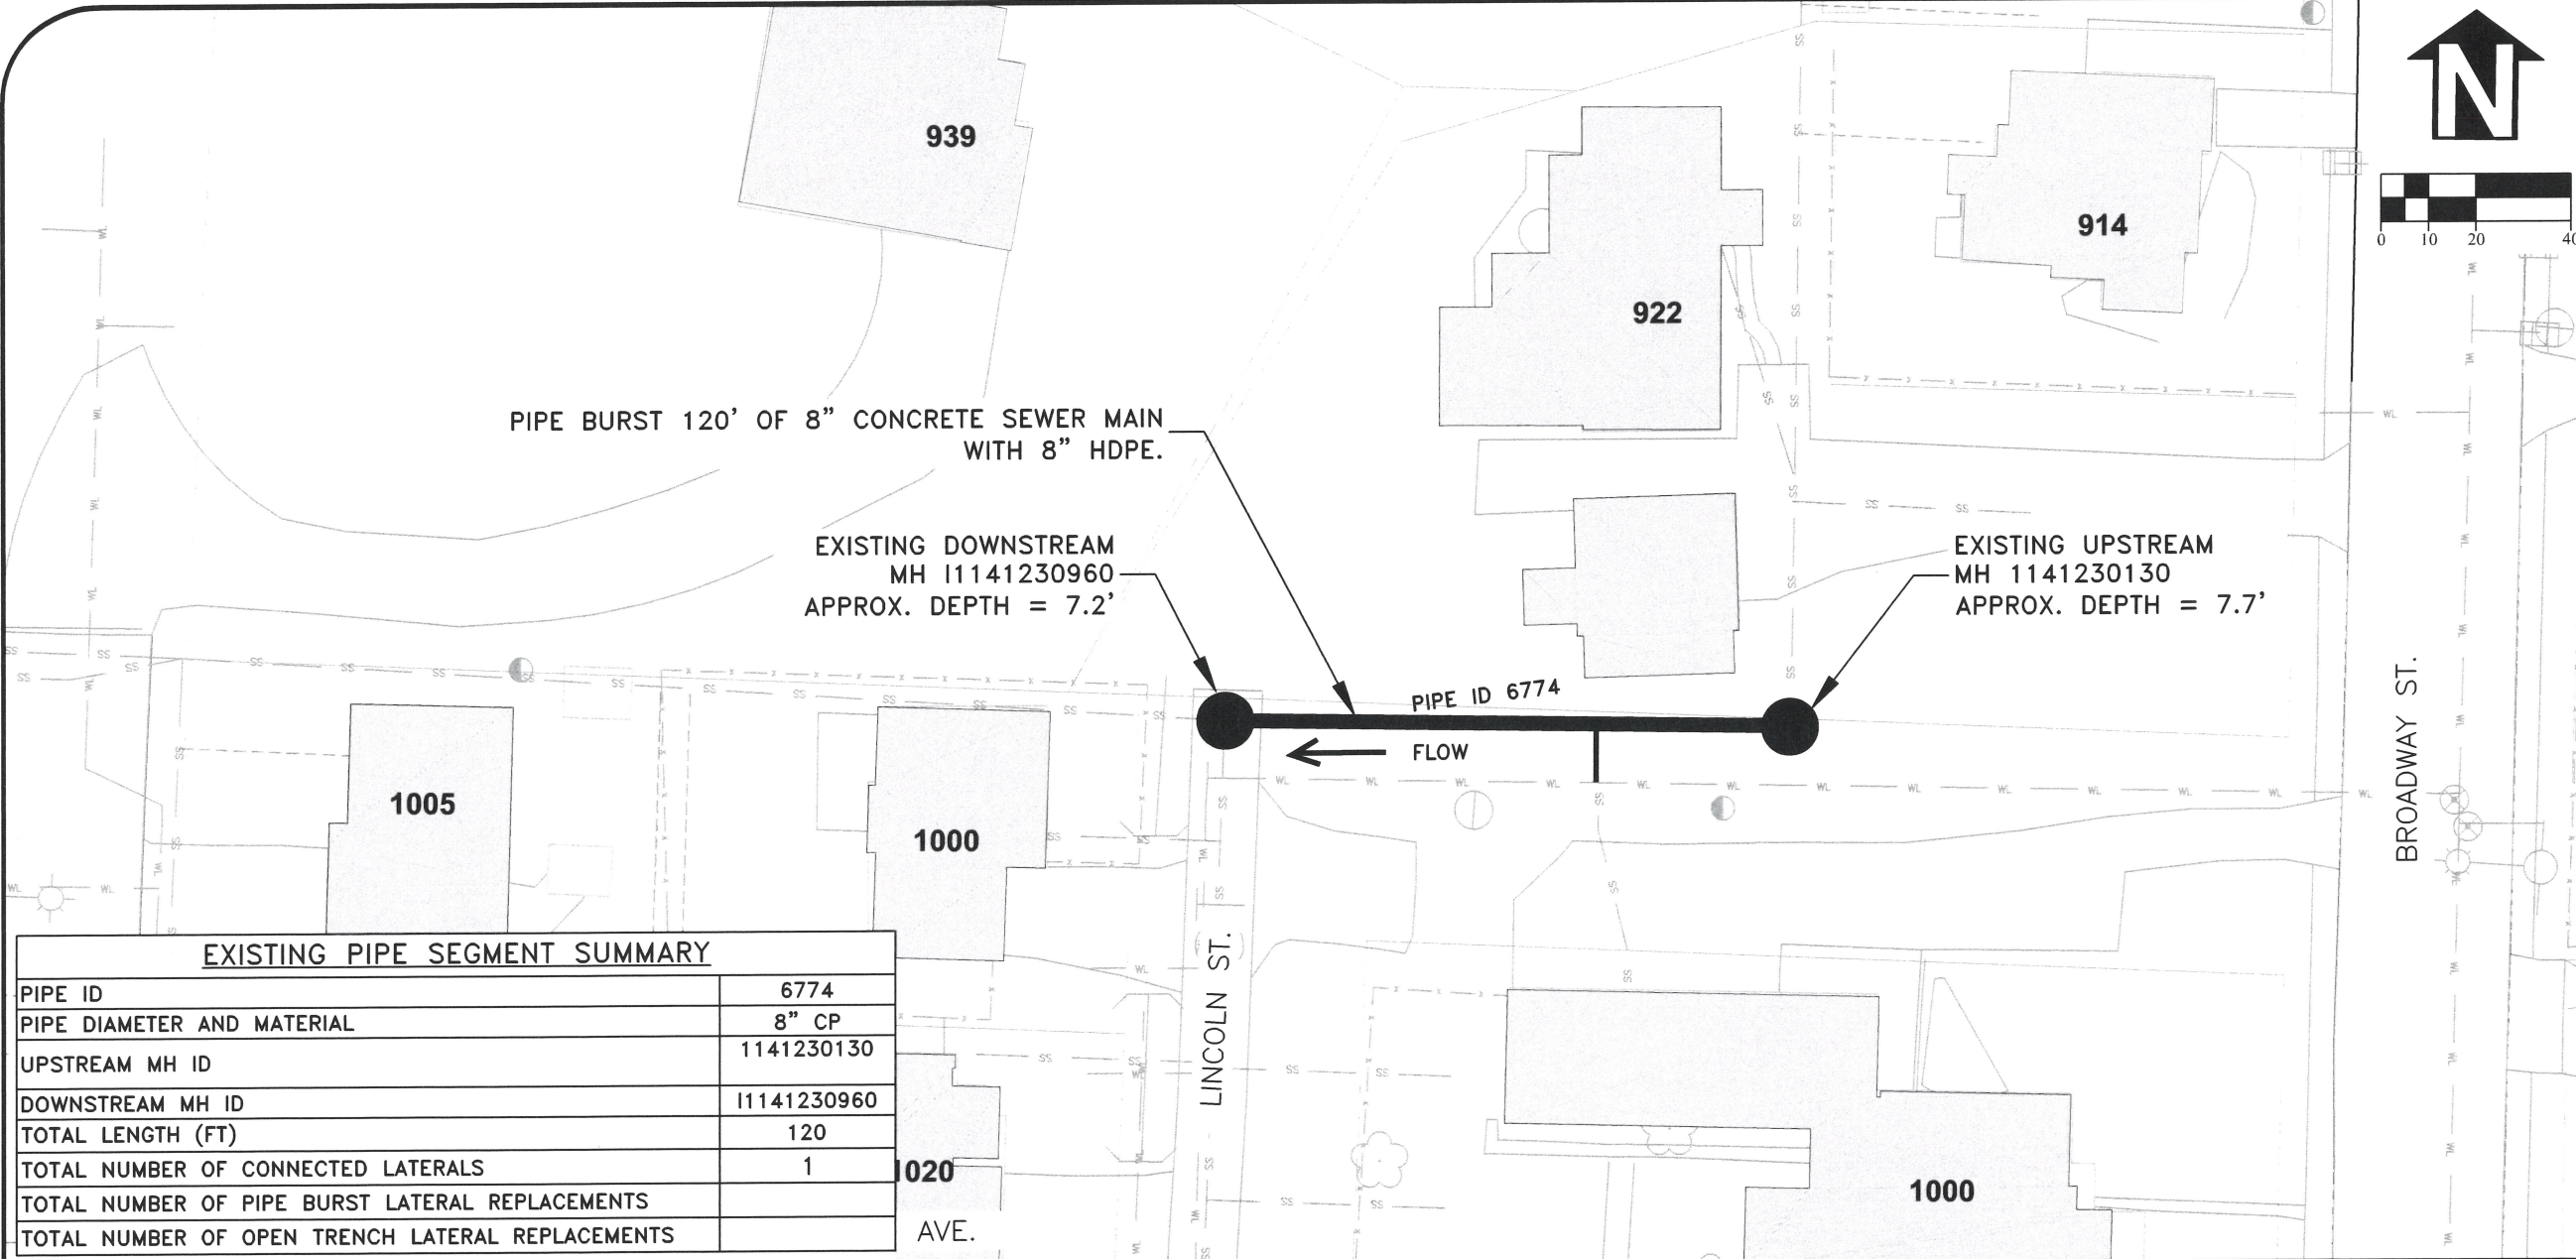 N
0 10 20 40
939
922
914
PIPE BURST 120' OF 8" CONCRETE SEWER MAIN
WITH 8" HDPE.
EXISTING DOWNSTREAM
MH I1141230960
APPROX. DEPTH = 7.2'
EXISTING UPSTREAM
MH 1141230130
APPROX. DEPTH = 7.7'
PIPE ID 6774
FLOW
BROADWAY ST.
LINCOLN ST.
1005
1000
1020
1000
AVE.
EXISTING PIPE SEGMENT SUMMARY
PIPE ID 6774
PIPE DIAMETER AND MATERIAL 8" CP
UPSTREAM MH ID 1141230130
DOWNSTREAM MH ID I1141230960
TOTAL LENGTH (FT) 120
TOTAL NUMBER OF CONNECTED LATERALS 1
TOTAL NUMBER OF PIPE BURST LATERAL REPLACEMENTS
TOTAL NUMBER OF OPEN TRENCH LATERAL REPLACEMENTS